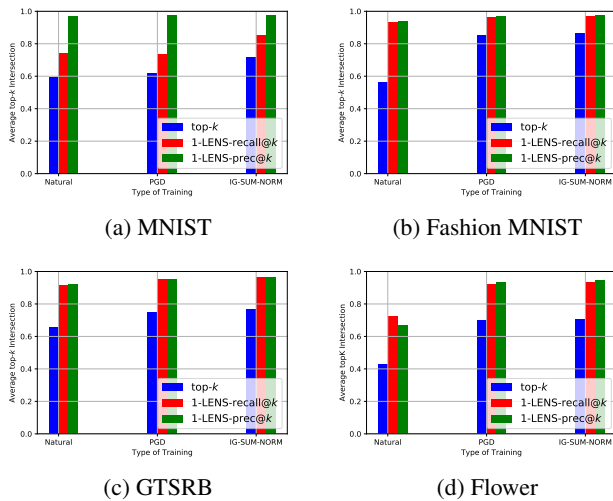 1.0
0.8
0.6
0.4
0.2
0.0
Average top-k Intersection
top-k
1-LENS-recall@k
1-LENS-prec@k
Natural PGD IG-SUM-NORM
Type of Training
(a) MNIST
1.0
0.8
0.6
0.4
0.2
0.0
Average top-k Intersection
top-k
1-LENS-recall@k
1-LENS-prec@k
Natural PGD IG-SUM-NORM
Type of Training
(b) Fashion MNIST
1.0
0.8
0.6
0.4
0.2
0.0
Average top-k Intersection
top-k
1-LENS-recall@k
1-LENS-prec@k
Natural PGD IG-SUM-NORM
Type of Training
(c) GTSRB
1.0
0.8
0.6
0.4
0.2
0.0
Average topK Intersection
top-k
1-LENS-recall@k
1-LENS-prec@k
Natural PGD IG-SUM-NORM
Type of Training
(d) Flower